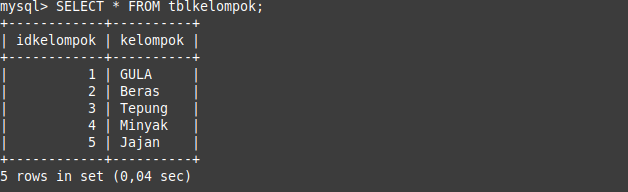 mysql> SELECT * FROM tblkelompok;
+------------+----------+
| idkelompok | kelompok |
+------------+----------+
|          1 | GULA     |
|          2 | Beras    |
|          3 | Tepung   |
|          4 | Minyak   |
|          5 | Jajan    |
+------------+----------+
5 rows in set (0,04 sec)